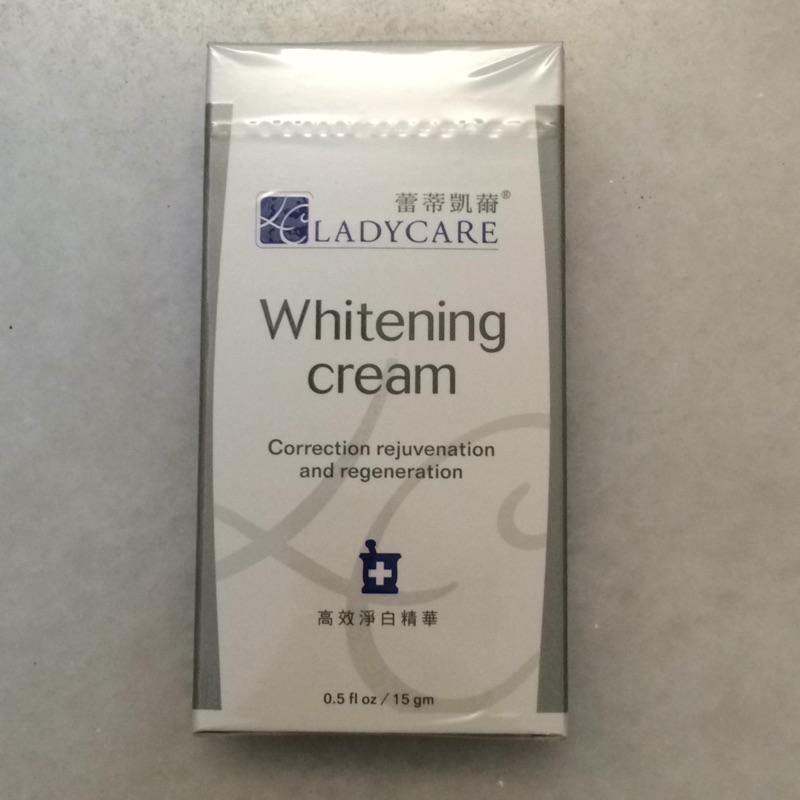 蕾蒂凱薾®
LC LADYCARE
Whitening
cream
Correction rejuvenation
and regeneration
高效淨白精華
0.5 fl oz / 15 gm